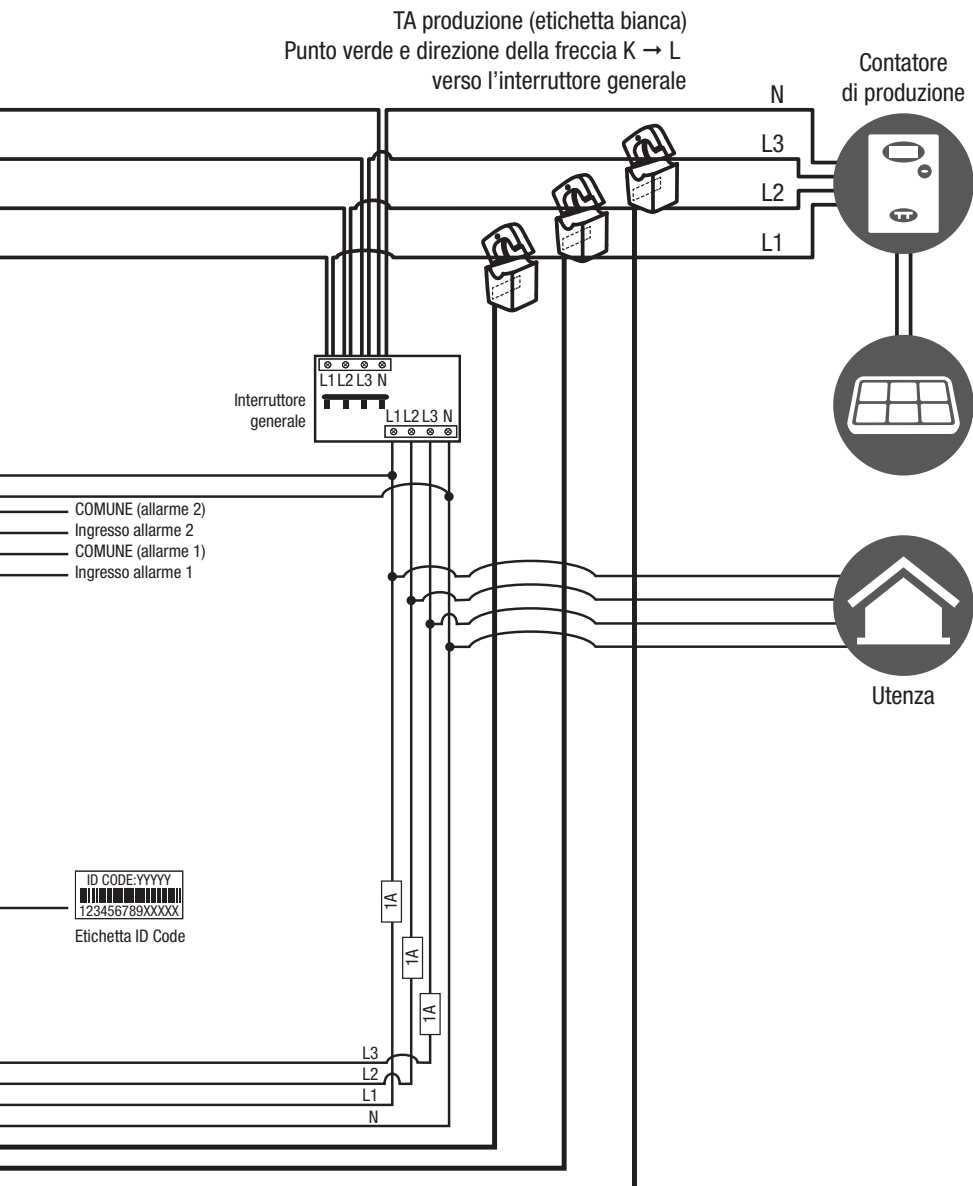 TA produzione (etichetta bianca)
Punto verde e direzione della freccia K → L
verso l'interruttore generale
Contatore
di produzione
N
L3
L2
L1
L1 L2 L3 N
Interruttore
generale
L1 L2 L3 N
COMUNE (allarme 2)
Ingresso allarme 2
COMUNE (allarme 1)
Ingresso allarme 1
Utenza
ID CODE:YYYYY
123456789XXXXX
Etichetta ID Code
1A
1A
1A
L3
L2
L1
N